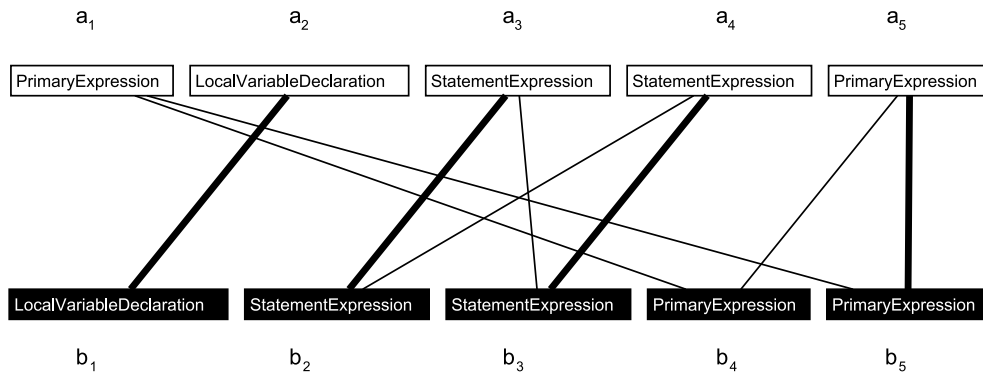 a1 a2 a3 a4 a5
PrimaryExpression LocalVariableDeclaration StatementExpression StatementExpression PrimaryExpression
LocalVariableDeclaration StatementExpression StatementExpression PrimaryExpression PrimaryExpression
b1 b2 b3 b4 b5